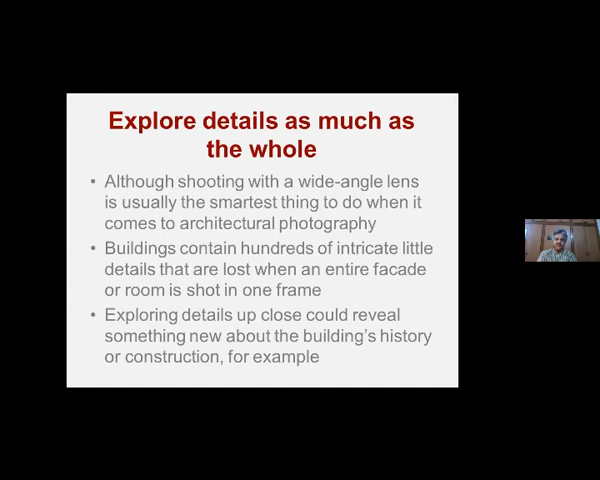 Explore details as much as
the whole
• Although shooting with a wide-angle lens
is usually the smartest thing to do when it
comes to architectural photography
• Buildings contain hundreds of intricate little
details that are lost when an entire facade
or room is shot in one frame
• Exploring details up close could reveal
something new about the building's history
or construction, for example